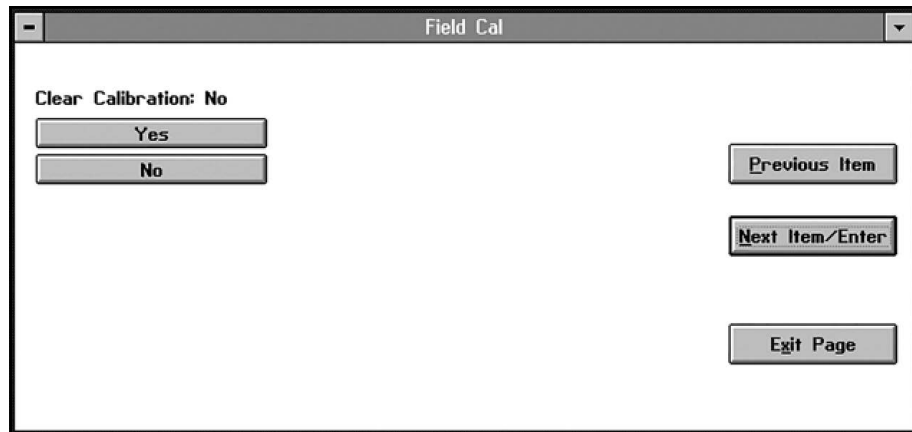 Field Cal
Clear Calibration: No
Yes
No
Previous Item
Next Item/Enter
Exit Page